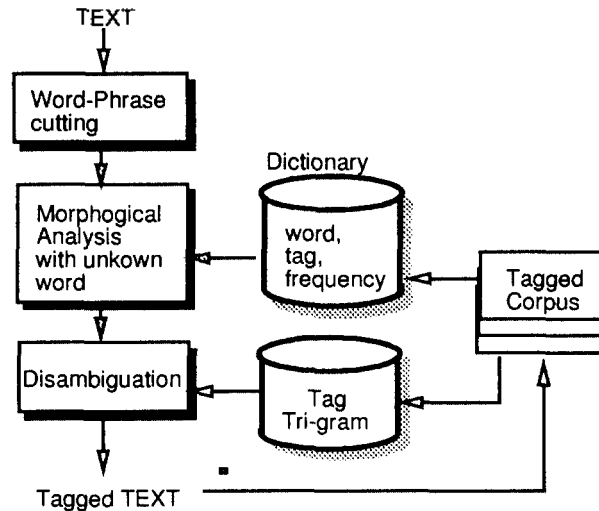 TEXT
Word-Phrase
cutting
Dictionary
Morphogical
Analysis
with unkown
word
word,
tag,
frequency
Tagged
Corpus
Disambiguation
Tag
Tri-gram
Tagged TEXT